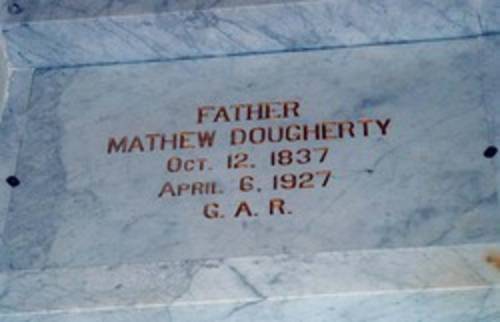 FATHER
MATHEW DOUGHERTY
OCT. 12. 1837
APRIL 6. 1927
G. A. R.